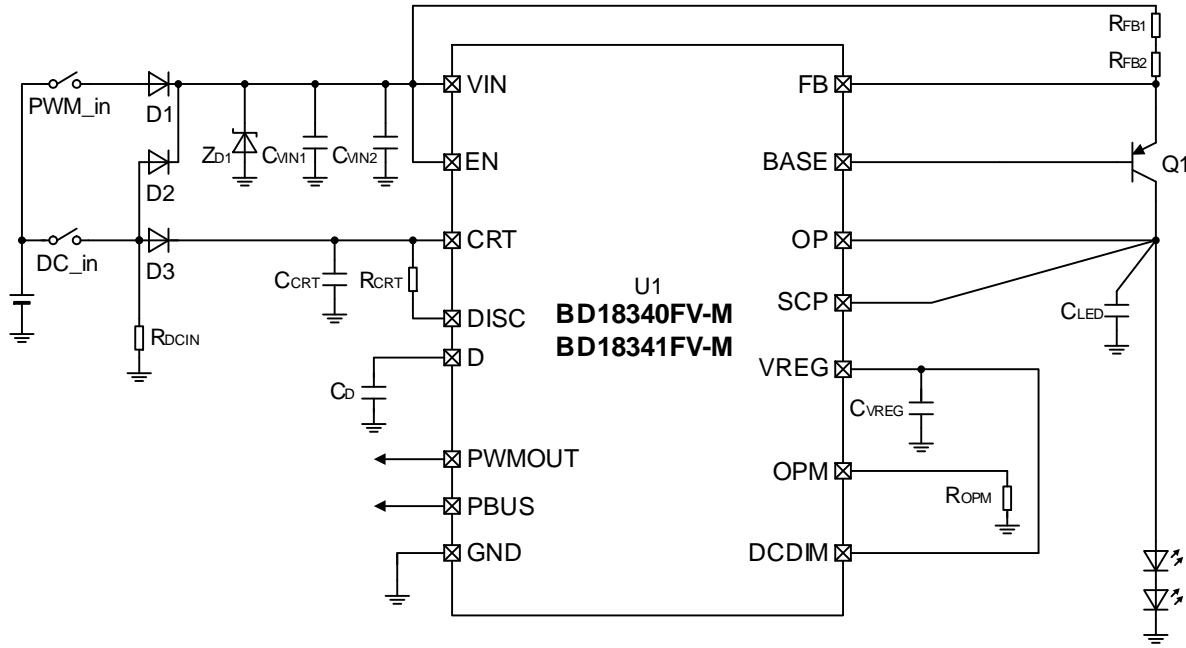 RFB1
RFB2
VIN
FB
PWM_in
D1
ZD1
CVIN1
CVIN2
EN
BASE
Q1
D2
CRT
OP
DC_in
D3
CCRT
RCRT
U1
SCP
CLED
BD18340FV-M
BD18341FV-M
DISC
RDCIN
D
VREG
CD
CVREG
PWMOUT
OPM
ROPM
PBUS
GND
DCDIM